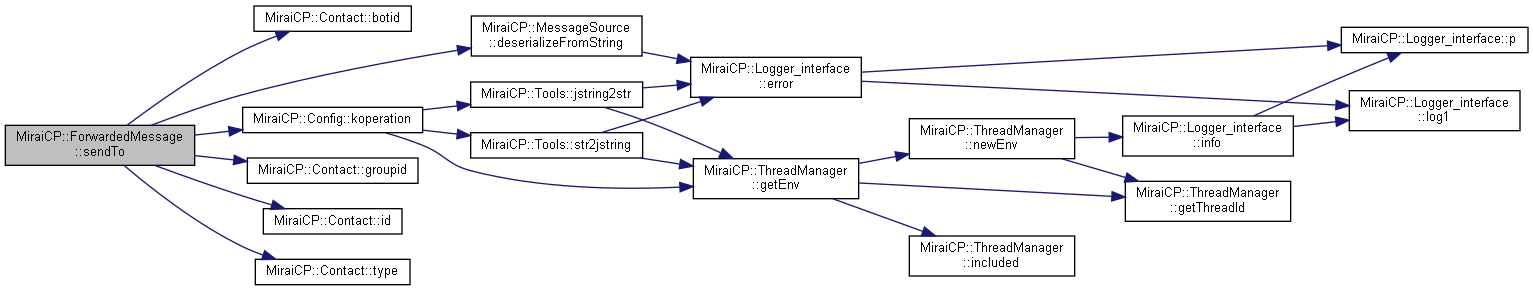 MiraiCP::ForwardedMessage
::sendTo
MiraiCP::Contact::botid
MiraiCP::MessageSource
::deserializeFromString
MiraiCP::Config::koperation
MiraiCP::Contact::groupid
MiraiCP::Contact::id
MiraiCP::Contact::type
MiraiCP::Tools::jstring2str
MiraiCP::Tools::str2jstring
MiraiCP::Logger_interface
::error
MiraiCP::ThreadManager
::getEnv
MiraiCP::ThreadManager
::newEnv
MiraiCP::ThreadManager
::included
MiraiCP::Logger_interface
::info
MiraiCP::ThreadManager
::getThreadId
MiraiCP::Logger_interface::p
MiraiCP::Logger_interface
::log1